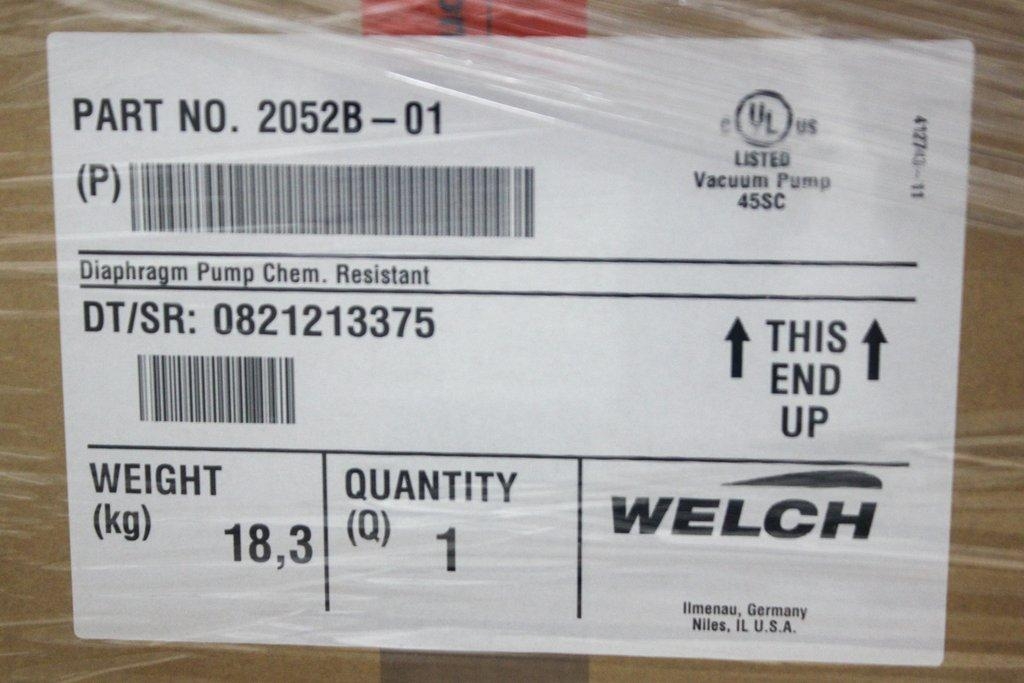 PART NO. 2052B-01
(P)
c UL US
LISTED
Vacuum Pump
45SC
Diaphragm Pump Chem. Resistant
DT/SR: 0821213375
THIS
END
UP
WEIGHT
(kg)
18,3
QUANTITY
(Q)
1
WELCH
Ilmenau, Germany
Niles, IL U.S.A.